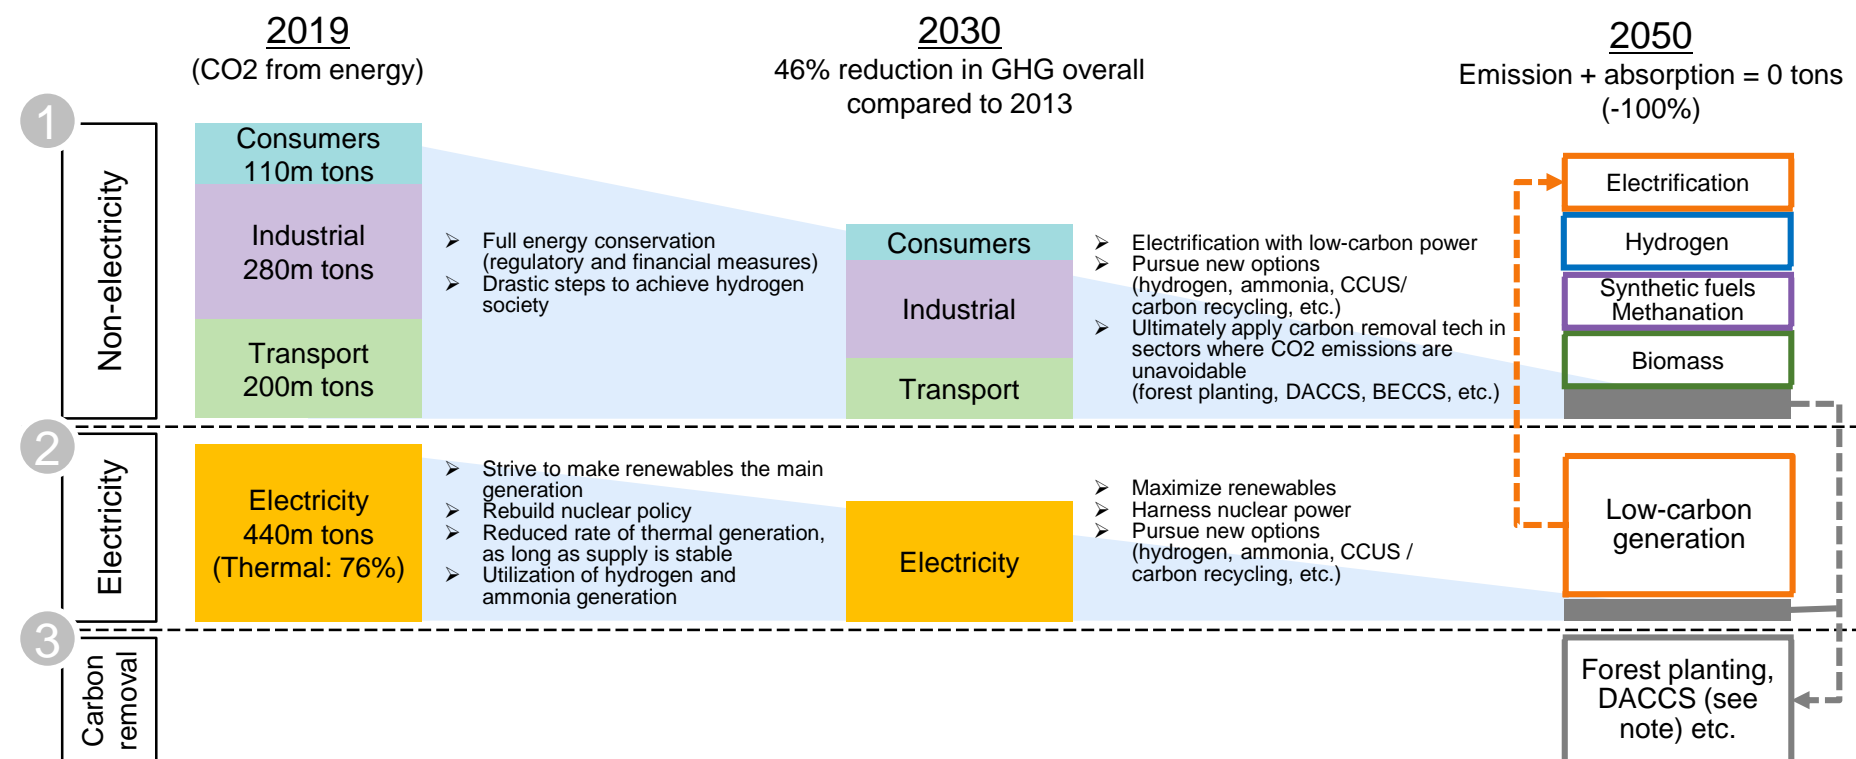 2019
(CO2 from energy)
2030
46% reduction in GHG overall
compared to 2013
2050
Emission + absorption = 0 tons
(-100%)
1
Non-electricity
Consumers
110m tons
Industrial
280m tons
Transport
200m tons
➢ Full energy conservation
(regulatory and financial measures)
➢ Drastic steps to achieve hydrogen
society
Consumers
Industrial
Transport
➢ Electrification with low-carbon power
➢ Pursue new options
(hydrogen, ammonia, CCUS/
carbon recycling, etc.)
➢ Ultimately apply carbon removal tech in
sectors where CO2 emissions are
unavoidable
(forest planting, DACCS, BECCS, etc.)
Electrification
Hydrogen
Synthetic fuels
Methanation
Biomass
2
Electricity
Electricity
440m tons
(Thermal: 76%)
➢ Strive to make renewables the main
generation
➢ Rebuild nuclear policy
➢ Reduced rate of thermal generation,
as long as supply is stable
➢ Utilization of hydrogen and
ammonia generation
Electricity
➢ Maximize renewables
➢ Harness nuclear power
➢ Pursue new options
(hydrogen, ammonia, CCUS /
carbon recycling, etc.)
Low-carbon
generation
3
Carbon
removal
Forest planting,
DACCS (see
note) etc.